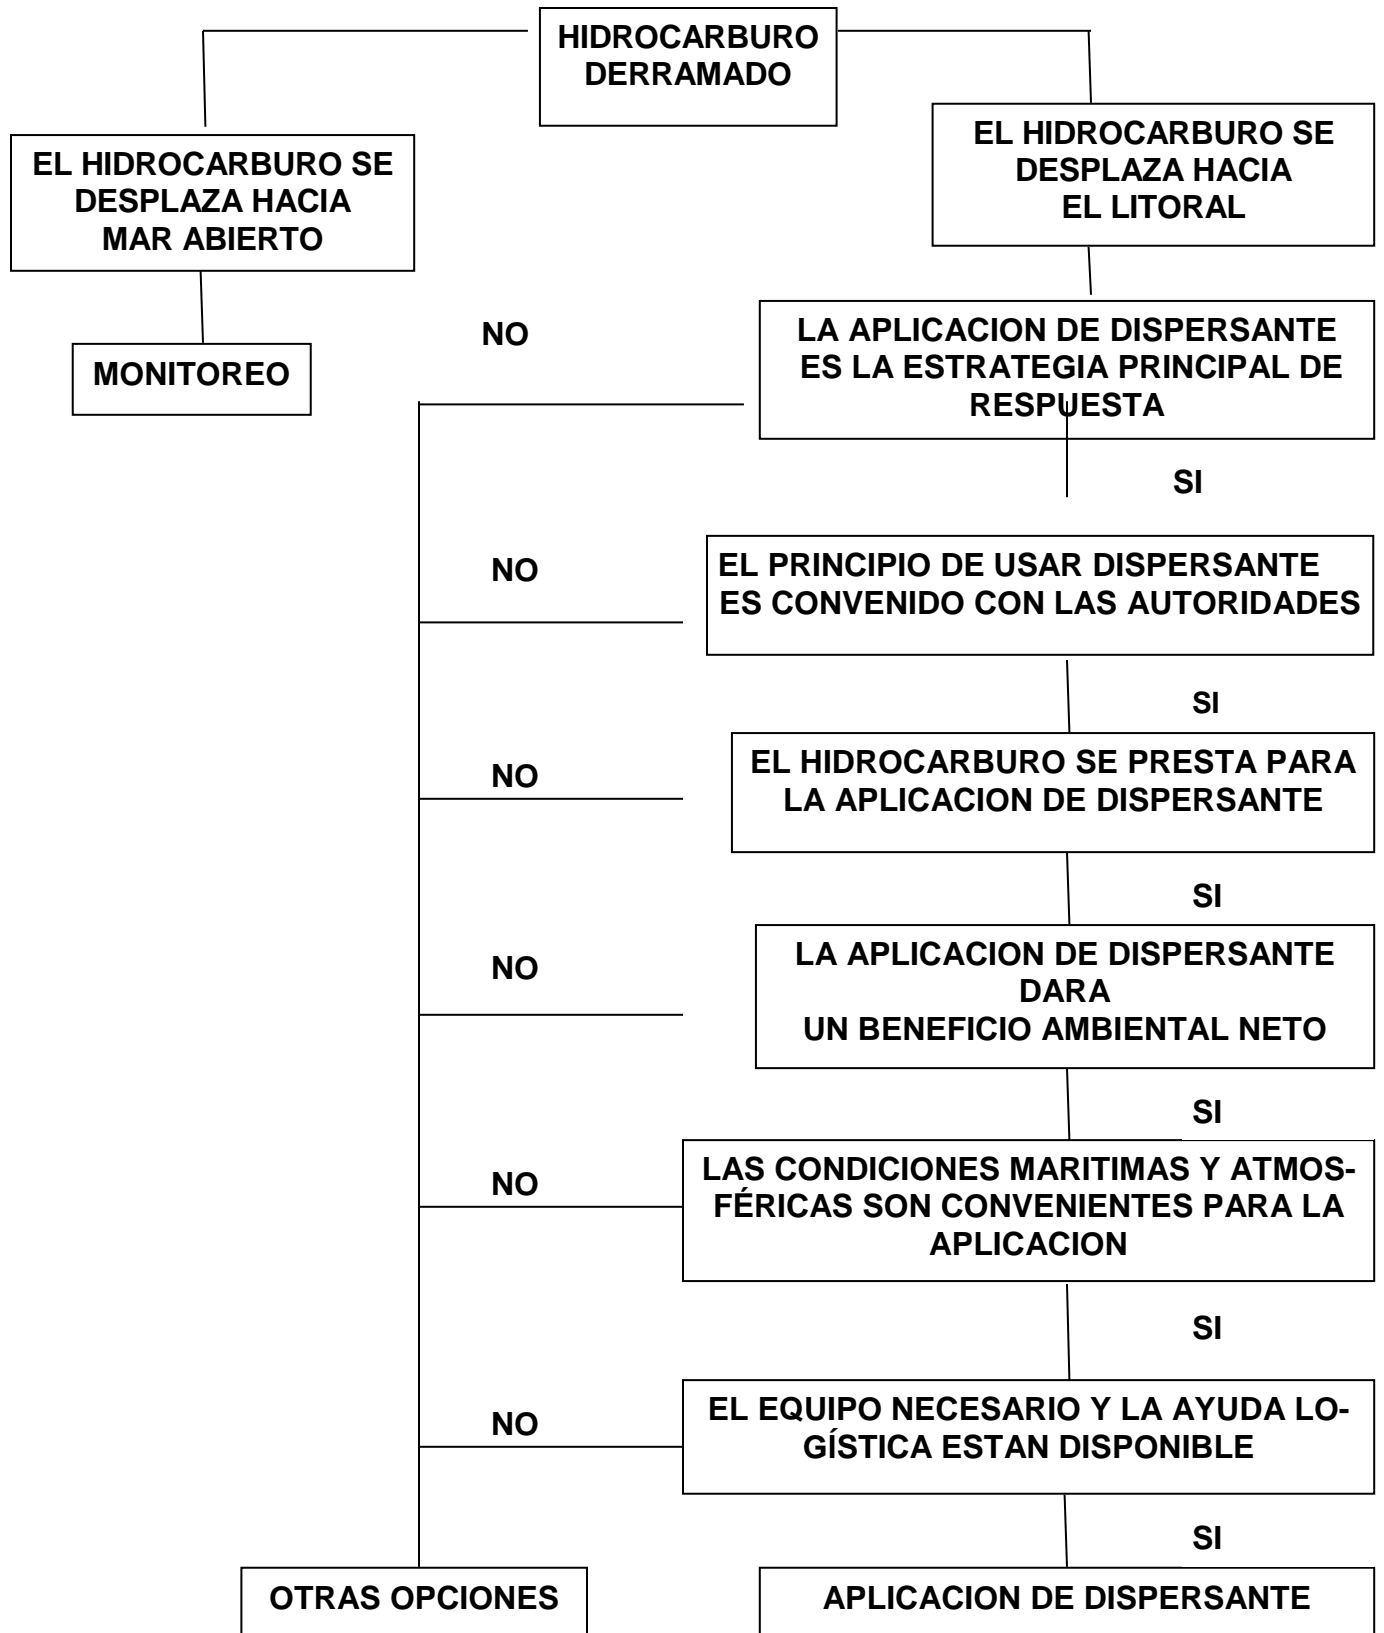 HIDROCARBURO
DERRAMADO
EL HIDROCARBURO SE
DESPLAZA HACIA
MAR ABIERTO
EL HIDROCARBURO SE
DESPLAZA HACIA
EL LITORAL
MONITOREO
NO
LA APLICACION DE DISPERSANTE
ES LA ESTRATEGIA PRINCIPAL DE
RESPUESTA
SI
NO
EL PRINCIPIO DE USAR DISPERSANTE
ES CONVENIDO CON LAS AUTORIDADES
SI
NO
EL HIDROCARBURO SE PRESTA PARA
LA APLICACION DE DISPERSANTE
SI
NO
LA APLICACION DE DISPERSANTE
DARA
UN BENEFICIO AMBIENTAL NETO
SI
NO
LAS CONDICIONES MARITIMAS Y ATMOS-
FÉRICAS SON CONVENIENTES PARA LA
APLICACION
SI
NO
EL EQUIPO NECESARIO Y LA AYUDA LO-
GÍSTICA ESTAN DISPONIBLE
SI
OTRAS OPCIONES
APLICACION DE DISPERSANTE